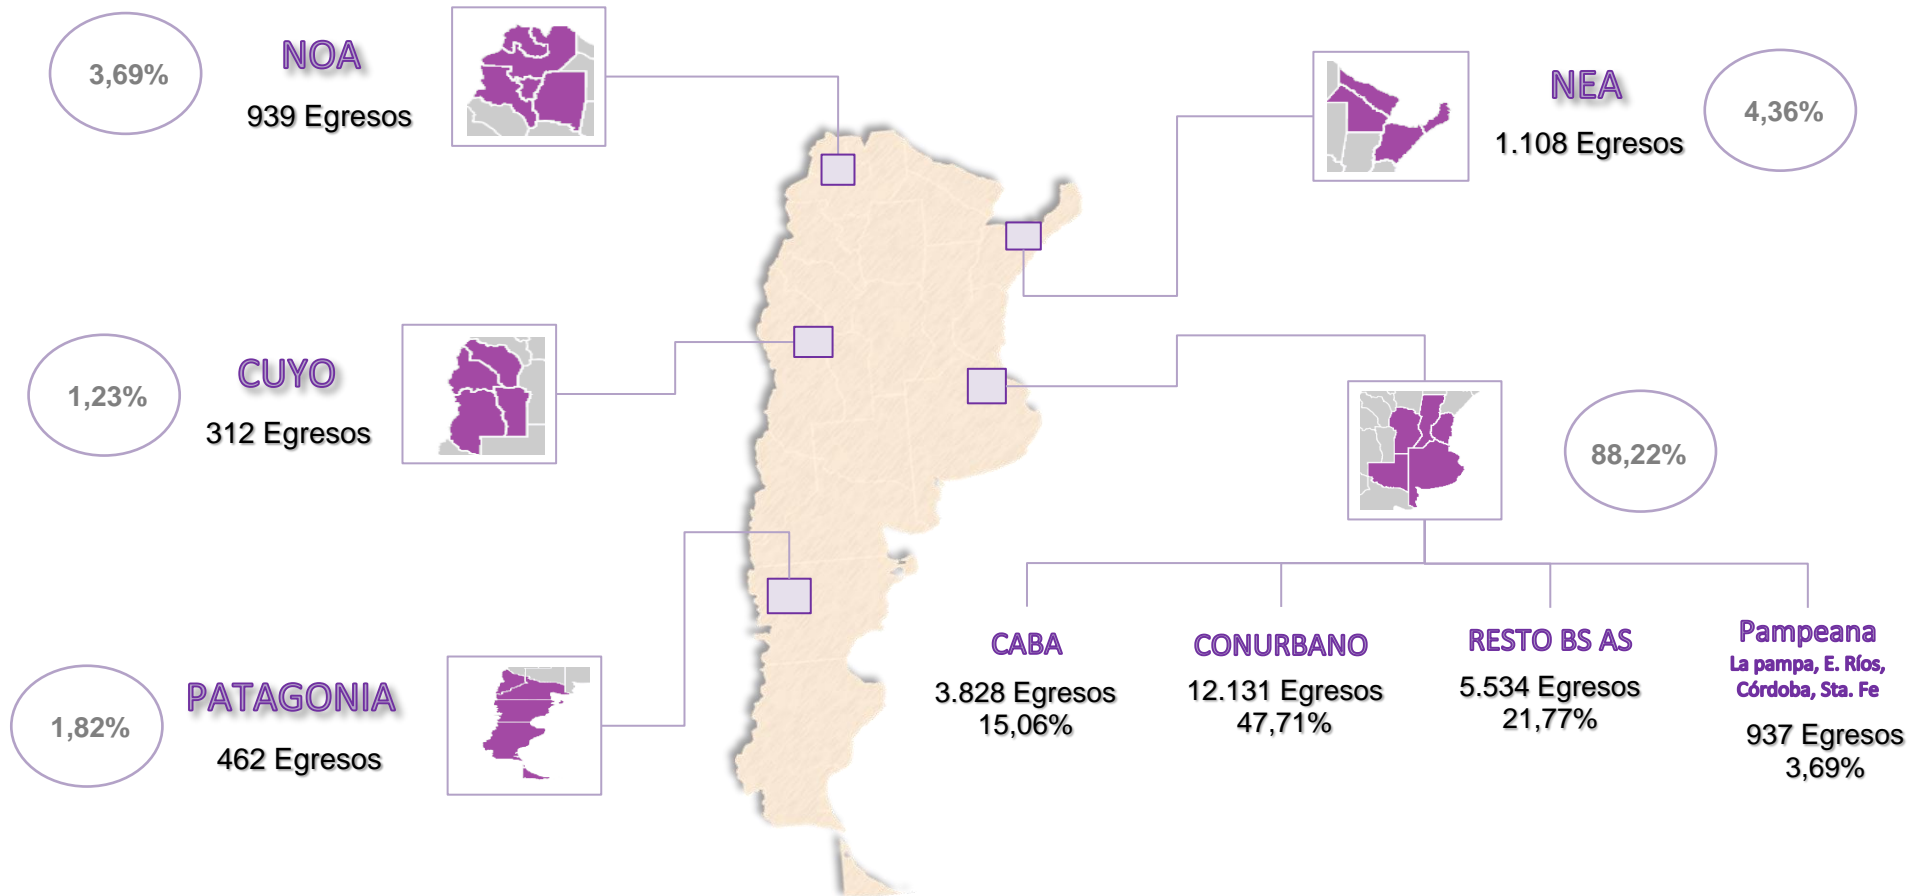 NOA
939 Egresos
3,69%
NEA
1.108 Egresos
4,36%
CUYO
312 Egresos
1,23%
88,22%
PATAGONIA
462 Egresos
1,82%
CABA
3.828 Egresos
15,06%
CONURBANO
12.131 Egresos
47,71%
RESTO BS AS
5.534 Egresos
21,77%
Pampeana
La pampa, E. Ríos,
Córdoba, Sta. Fe
937 Egresos
3,69%